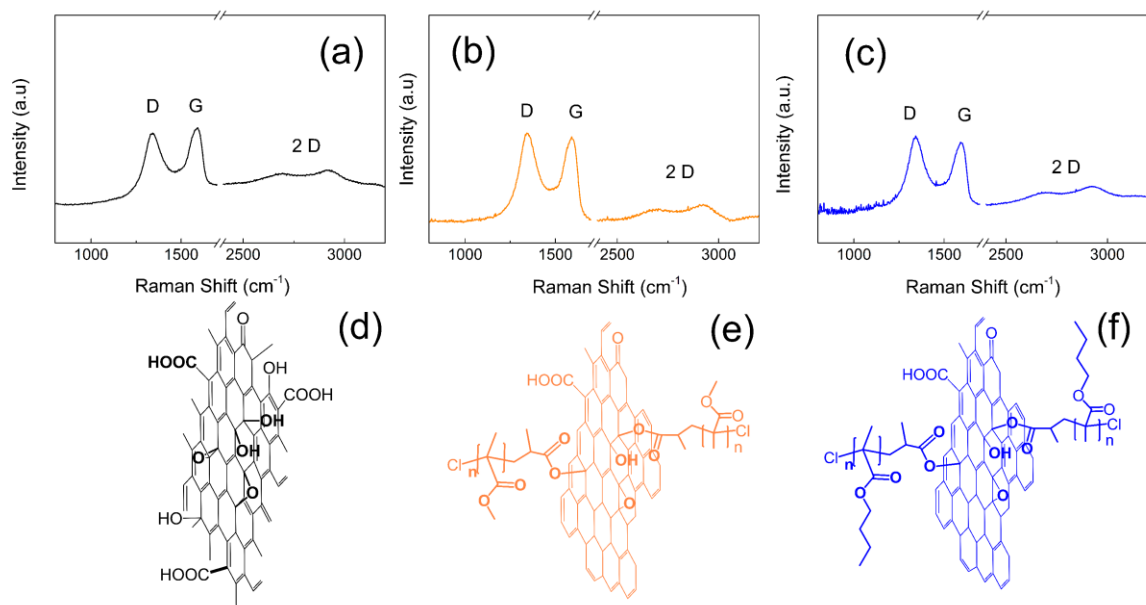 (a)
D
G
2 D
Intensity (a.u)
1000 1500 2500 3000
Raman Shift (cm⁻¹)
(b)
D
G
2 D
Intensity (a.u)
1000 1500 2500 3000
Raman Shift (cm⁻¹)
(c)
D
G
2 D
Intensity (a.u.)
1000 1500 2500 3000
Raman Shift (cm⁻¹)
(d)
O
HOOC
OH
COOH
OH
OH
O
O
HO
HOOC
(e)
O
HOOC
O
O
O
Cl
n
O
Cl
n
O
OH
O
O
O
O
(f)
O
HOOC
O
O
O
Cl
n
O
Cl
n
O
OH
O
O
O
O